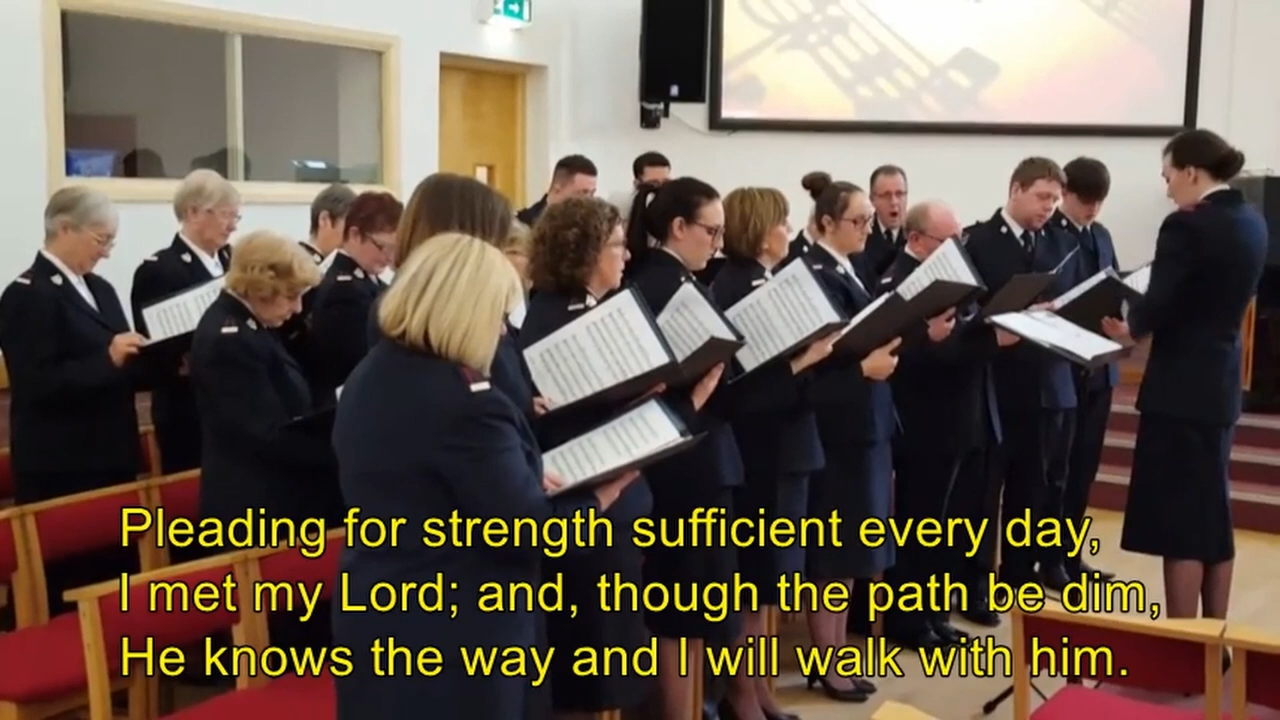 Pleading for strength sufficient every day,
I met my Lord; and, though the path be dim,
He knows the way and I will walk with him.